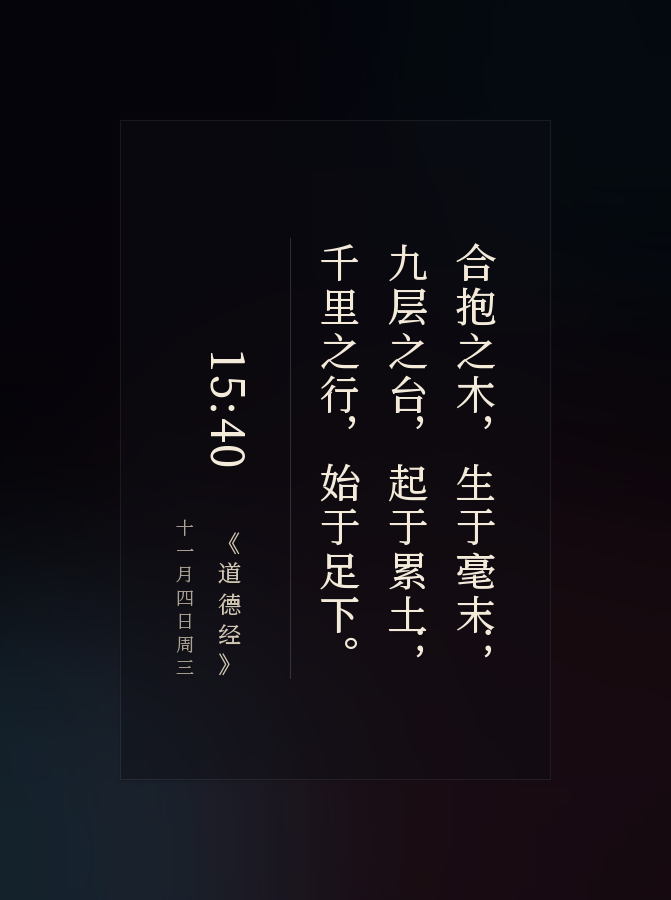 合抱之木，生于毫末；
九层之台，起于累土；
千里之行，始于足下。
15:40
《道德经》
十一月四日周三